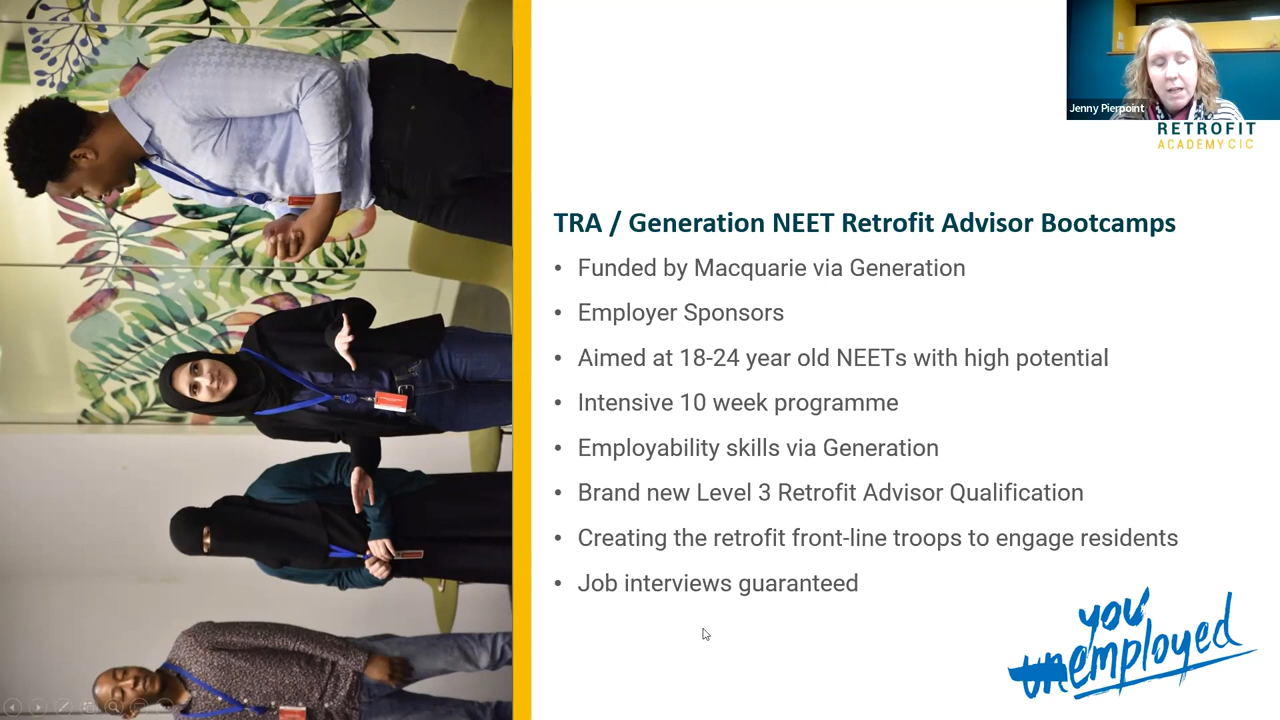 Jenny Pierpoint
RETROFIT
ACADEMY CIC
TRA / Generation NEET Retrofit Advisor Bootcamps
• Funded by Macquarie via Generation
• Employer Sponsors
• Aimed at 18-24 year old NEETs with high potential
• Intensive 10 week programme
• Employability skills via Generation
• Brand new Level 3 Retrofit Advisor Qualification
• Creating the retrofit front-line troops to engage residents
• Job interviews guaranteed
you
unemployed